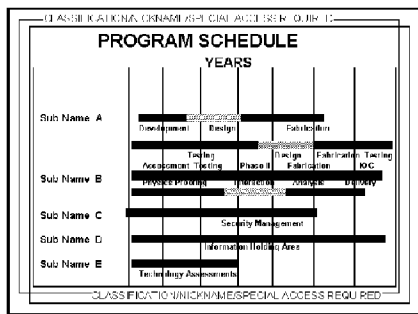 CLASSIFICATION/NICKNAME/SPECIAL ACCESS REQUIRED
PROGRAM SCHEDULE
YEARS
Sub Name A
Development Design Fabrication
Testing Design Fabrication Testing
Assessment Testing Phase II Fabrication IOC
Sub Name B
Physics Proofing Analysis Delivery
Sub Name C
Security Management
Sub Name D
Information Holding Area
Sub Name E
Technology Assessments
CLASSIFICATION/NICKNAME/SPECIAL ACCESS REQUIRED